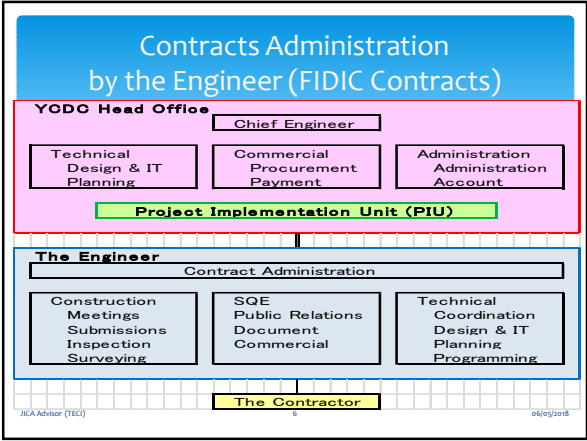 Contracts Administration
by the Engineer (FIDIC Contracts)
YCDC Head Office
Chief Engineer
Technical
Design & IT
Planning
Commercial
Procurement
Payment
Administration
Administration
Account
Project Implementation Unit (PIU)
The Engineer
Contract Administration
Construction
Meetings
Submissions
Inspection
Surveying
SQE
Public Relations
Document
Commercial
Technical
Coordination
Design & IT
Planning
Programming
The Contractor
JICA Advisor (TECI)
6
06/05/2018